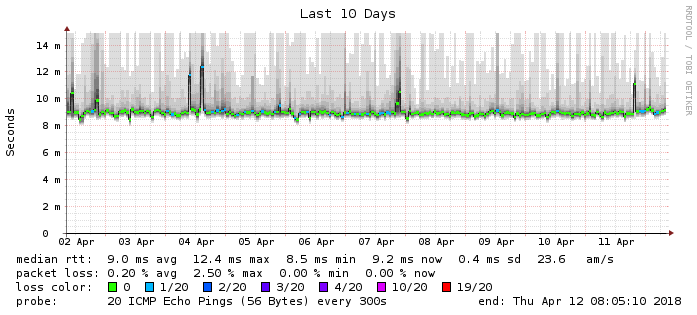 Last 10 Days
RRDTOOL / TOBI OETIKER
Seconds
14 m
12 m
10 m
8 m
6 m
4 m
2 m
0
02 Apr 03 Apr 04 Apr 05 Apr 06 Apr 07 Apr 08 Apr 09 Apr 10 Apr 11 Apr
median rtt: 9.0 ms avg 12.4 ms max 8.5 ms min 9.2 ms now 0.4 ms sd 23.6 am/s
packet loss: 0.20 % avg 2.50 % max 0.00 % min 0.00 % now
loss color: 0 1/20 2/20 3/20 4/20 10/20 19/20
probe: 20 ICMP Echo Pings (56 Bytes) every 300s end: Thu Apr 12 08:05:10 2018